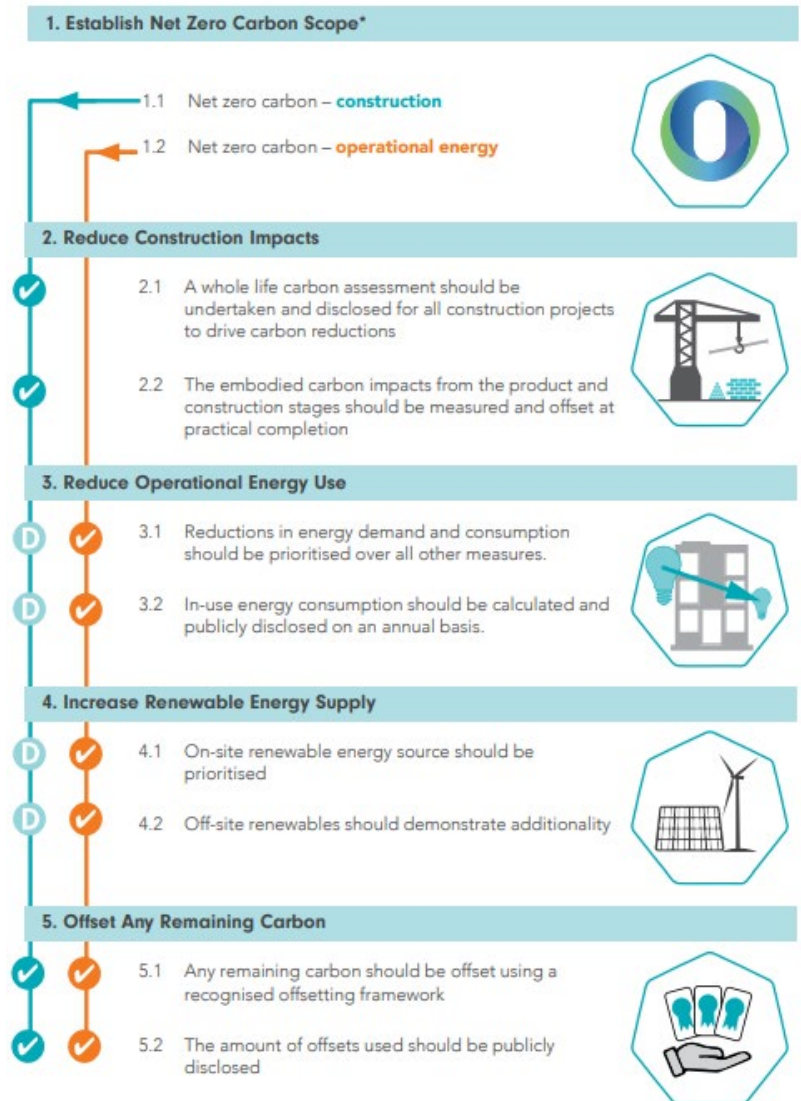 1. Establish Net Zero Carbon Scope*
1.1 Net zero carbon – construction
1.2 Net zero carbon – operational energy
2. Reduce Construction Impacts
2.1 A whole life carbon assessment should be
undertaken and disclosed for all construction projects
to drive carbon reductions
2.2 The embodied carbon impacts from the product and
construction stages should be measured and offset at
practical completion
3. Reduce Operational Energy Use
D 3.1 Reductions in energy demand and consumption
should be prioritised over all other measures.
D 3.2 In-use energy consumption should be calculated and
publicly disclosed on an annual basis.
4. Increase Renewable Energy Supply
D 4.1 On-site renewable energy source should be
prioritised
D 4.2 Off-site renewables should demonstrate additionality
5. Offset Any Remaining Carbon
5.1 Any remaining carbon should be offset using a
recognised offsetting framework
5.2 The amount of offsets used should be publicly
disclosed